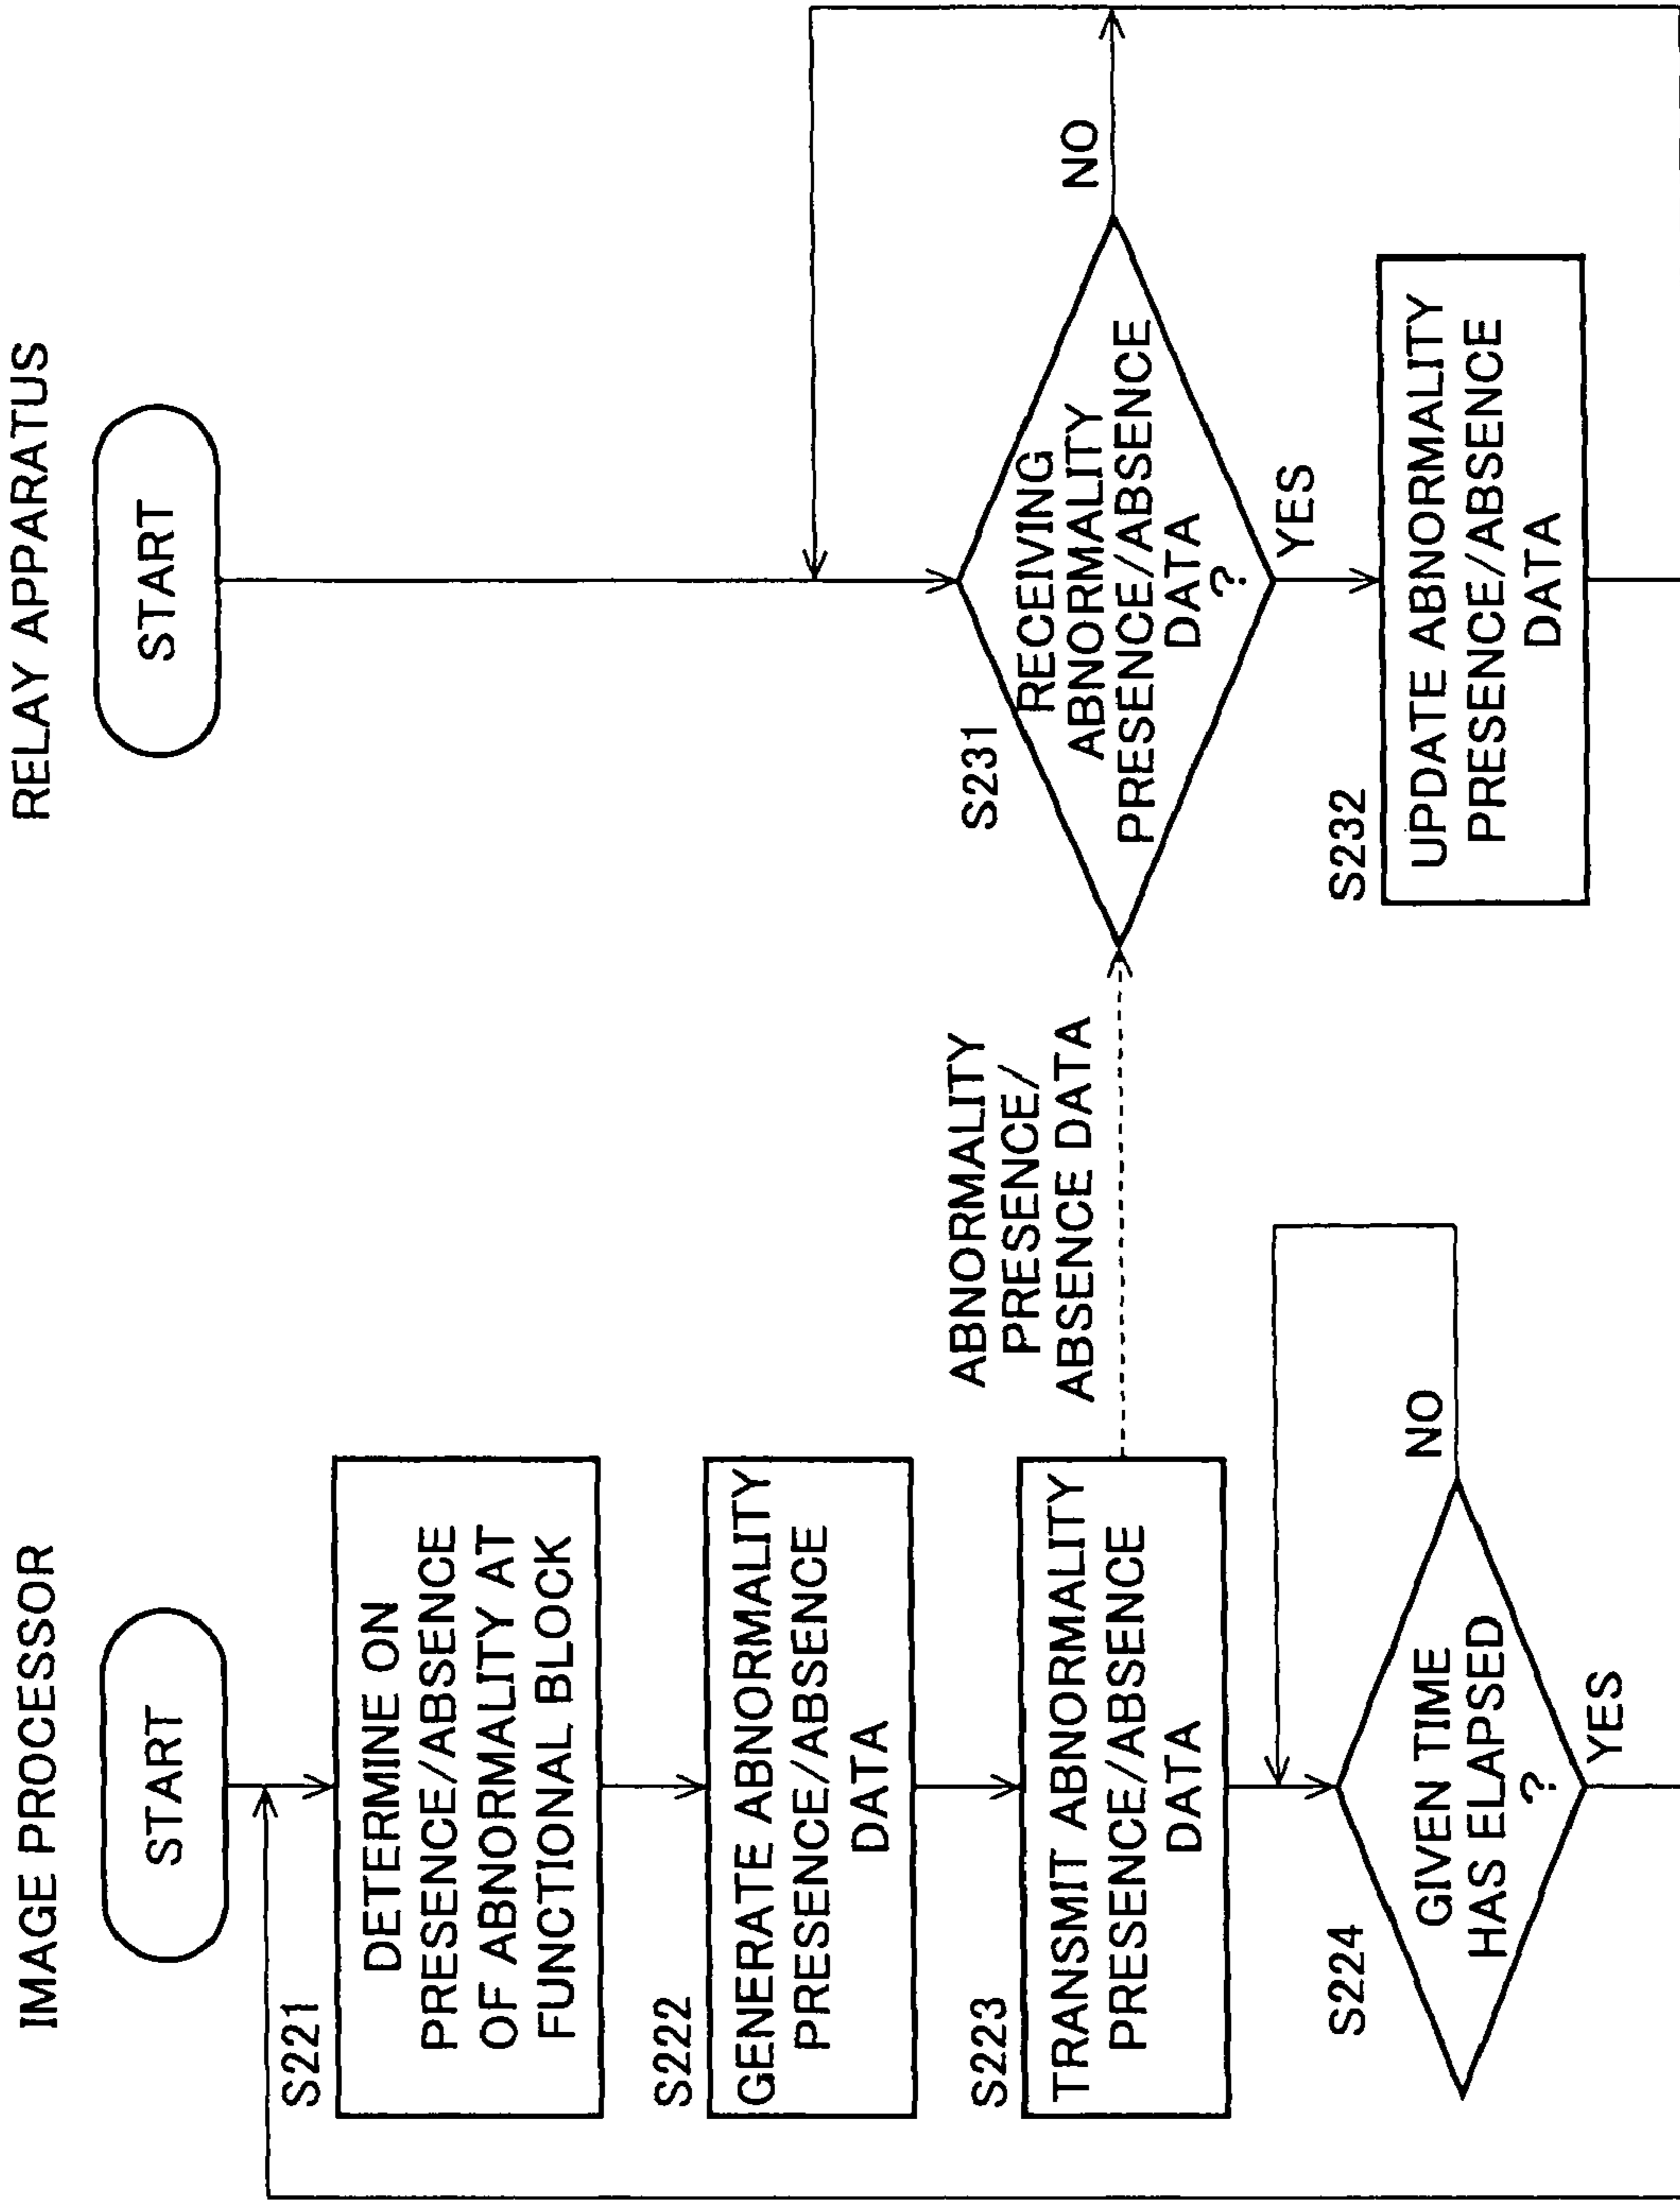 IMAGE PROCESSOR
START
S221
DETERMINE ON
PRESENCE/ABSENCE
OF ABNORMALITY AT
FUNCTIONAL BLOCK
S222
GENERATE ABNORMALITY
PRESENCE/ABSENCE
DATA
S223
TRANSMIT ABNORMALITY
PRESENCE/ABSENCE
DATA
S224
GIVEN TIME
HAS ELAPSED
?
NO
YES
ABNORMALITY
PRESENCE/
ABSENCE DATA
RELAY APPARATUS
START
S231
RECEIVING
ABNORMALITY
PRESENCE/ABSENCE
DATA
?
NO
YES
S232
UPDATE ABNORMALITY
PRESENCE/ABSENCE
DATA